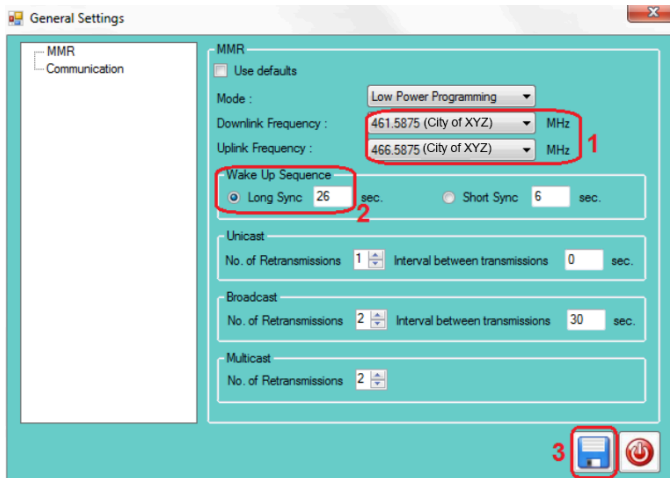 General Settings
MMR
Communication
MMR
Use defaults
Mode : Low Power Programming
Downlink Frequency : 461.5875 (City of XYZ) MHz
1
Uplink Frequency : 466.5875 (City of XYZ) MHz
Wake Up Sequence
Long Sync 26 sec. Short Sync 6 sec.
2
Unicast
No. of Retransmissions 1 Interval between transmissions 0 sec.
Broadcast
No. of Retransmissions 2 Interval between transmissions 30 sec.
Multicast
No. of Retransmissions 2
3